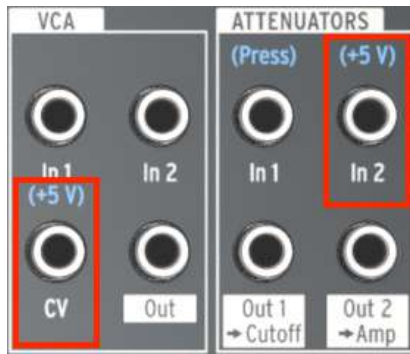 VCA
ATTENUATORS
(Press)
(+5 V)
In 1
In 2
In 1
In 2
(+5 V)
CV
Out
Out 1
➔ Cutoff
Out 2
➔ Amp